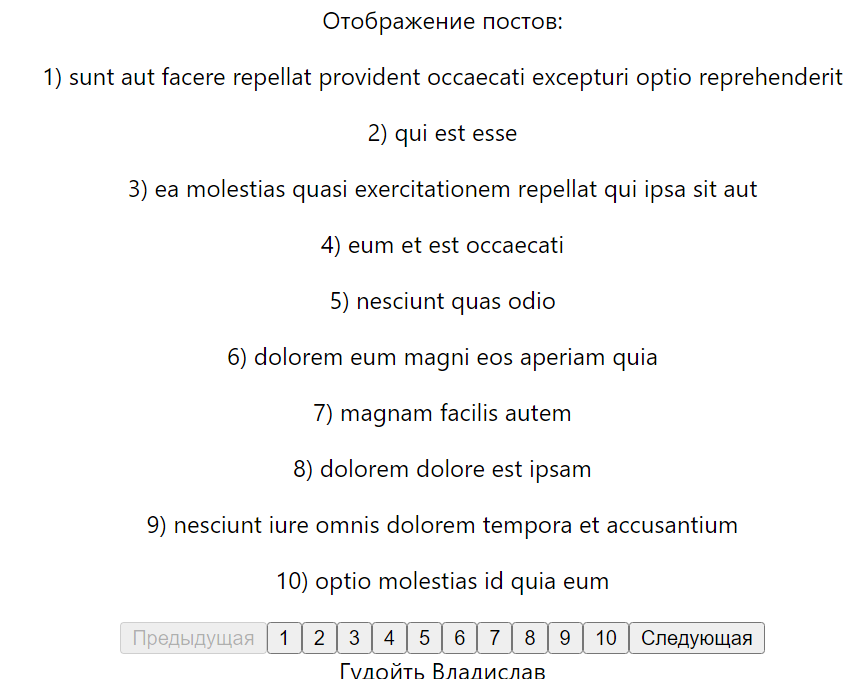 Отображение постов:
1) sunt aut facere repellat provident occaecati excepturi optio reprehenderit
2) qui est esse
3) ea molestias quasi exercitationem repellat qui ipsa sit aut
4) eum et est occaecati
5) nesciunt quas odio
6) dolorem eum magni eos aperiam quia
7) magnam facilis autem
8) dolorem dolore est ipsam
9) nesciunt iure omnis dolorem tempora et accusantium
10) optio molestias id quia eum
Предыдущая 1 2 3 4 5 6 7 8 9 10 Следующая
Гудойть Владислав